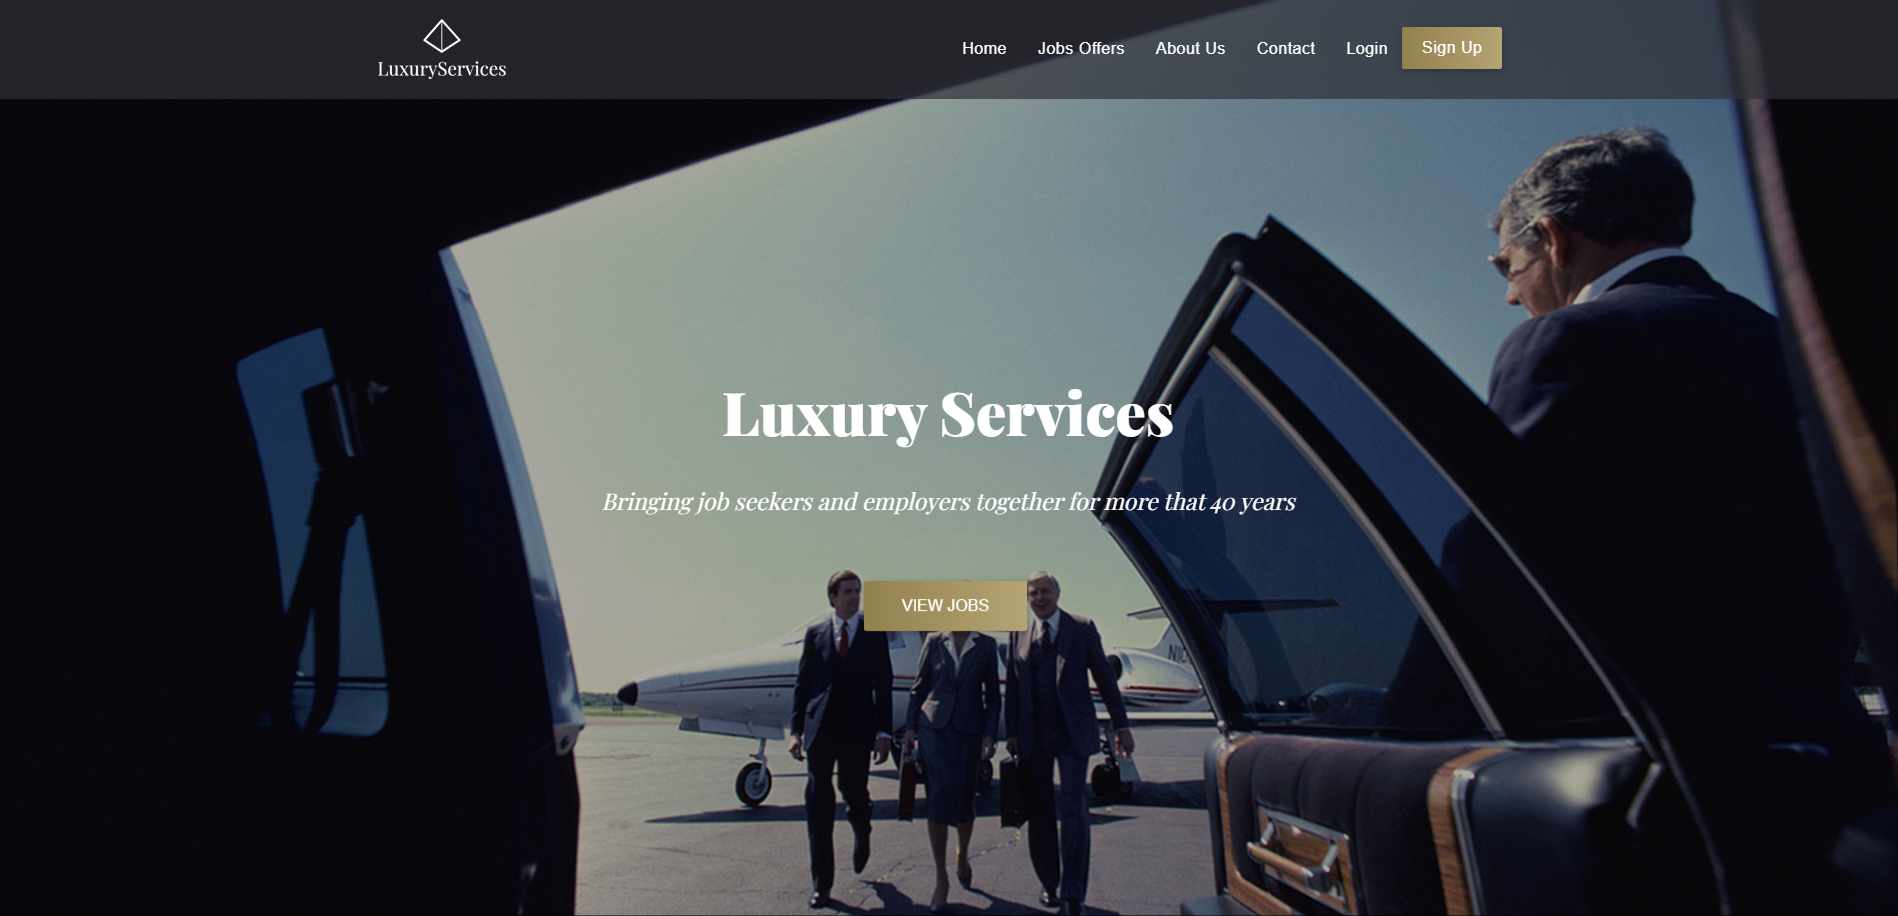 LuxuryServices
Home Jobs Offers About Us Contact Login Sign Up
Luxury Services
Bringing job seekers and employers together for more that 40 years
VIEW JOBS